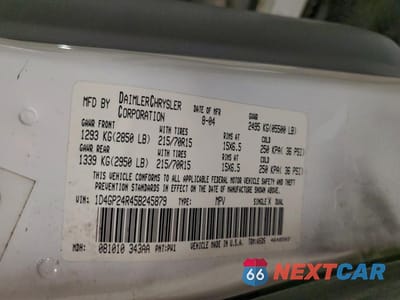 MFD BY DAIMLERCHRYSLER CORPORATION DATE OF MFR 8-04 GVWR 2495 KG(05500 LB)
GAWR FRONT WITH TIRES RIMS AT COLD
1293 KG(2850 LB) 215/70R15 15X6.5 250 KPA( 36 PSI)
GAWR REAR WITH TIRES RIMS AT COLD
1339 KG(2950 LB) 215/70R15 15X6.5 250 KPA( 36 PSI)
THIS VEHICLE CONFORMS TO ALL APPLICABLE FEDERAL MOTOR VEHICLE SAFETY, BUMPER AND THEFT
PREVENTION STANDARDS IN EFFECT ON THE DATE OF MANUFACTURE SHOWN ABOVE.
VIN: 1D4GP24R45B245879 TYPE: MPV SINGLE X DUAL
MDH: 081010 343AA PNT: PW1 VEHICLE MADE IN U.S.A.
66 NEXTCAR